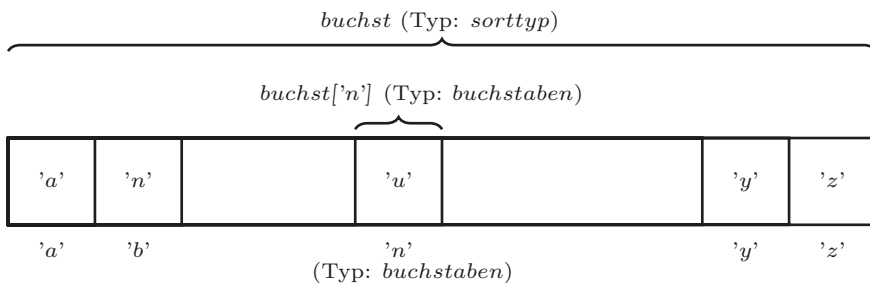 buchst (Typ: sorttyp)
buchst[’n’] (Typ: buchstaben)
’a’ ’n’ ’u’ ’y’ ’z’
’a’ ’b’ ’n’ ’y’ ’z’
(Typ: buchstaben)